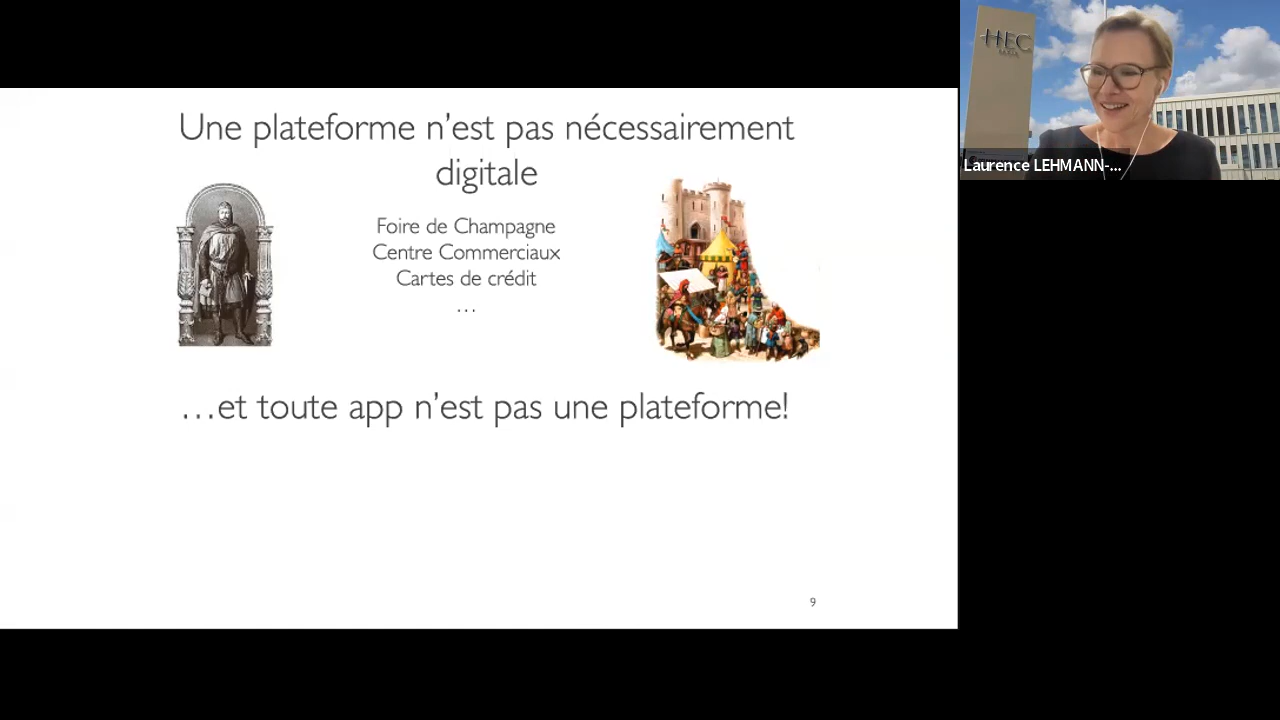 Une plateforme n'est pas nécessairement
digitale
Foire de Champagne
Centre Commerciaux
Cartes de crédit
…
…et toute app n'est pas une plateforme!
9
HEC
Laurence LEHMANN-...